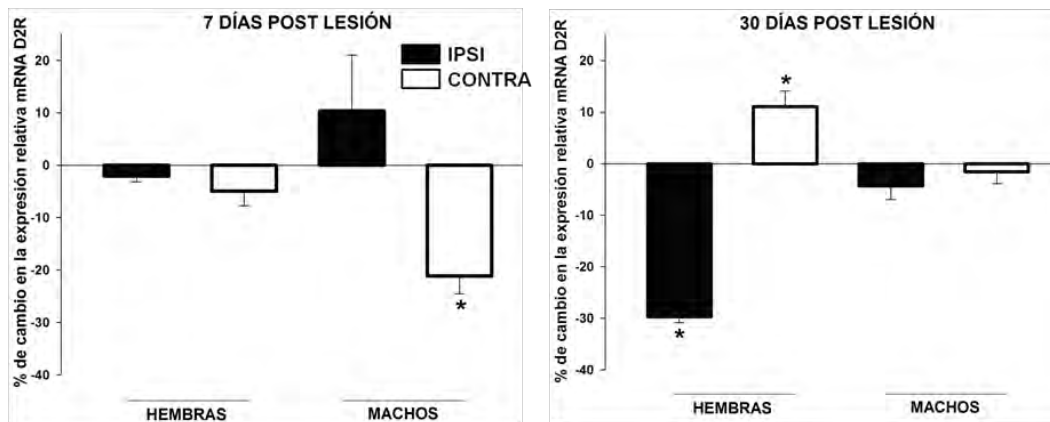 7 DÍAS POST LESIÓN
% de cambio en la expresión relativa mRNA D2R
20
10
0
-10
-20
-30
-40
IPSI
CONTRA
*
HEMBRAS
MACHOS
30 DÍAS POST LESIÓN
% de cambio en la expresión relativa mRNA D2R
20
10
0
-10
-20
-30
-40
*
*
HEMBRAS
MACHOS